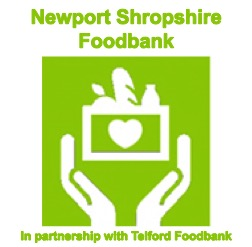 Newport Shropshire
Foodbank
In partnership with Telford Foodbank